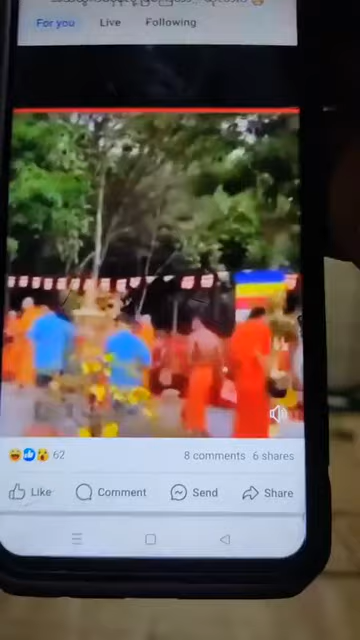 For you Live Following
62 8 comments 6 shares
Like Comment Send Share